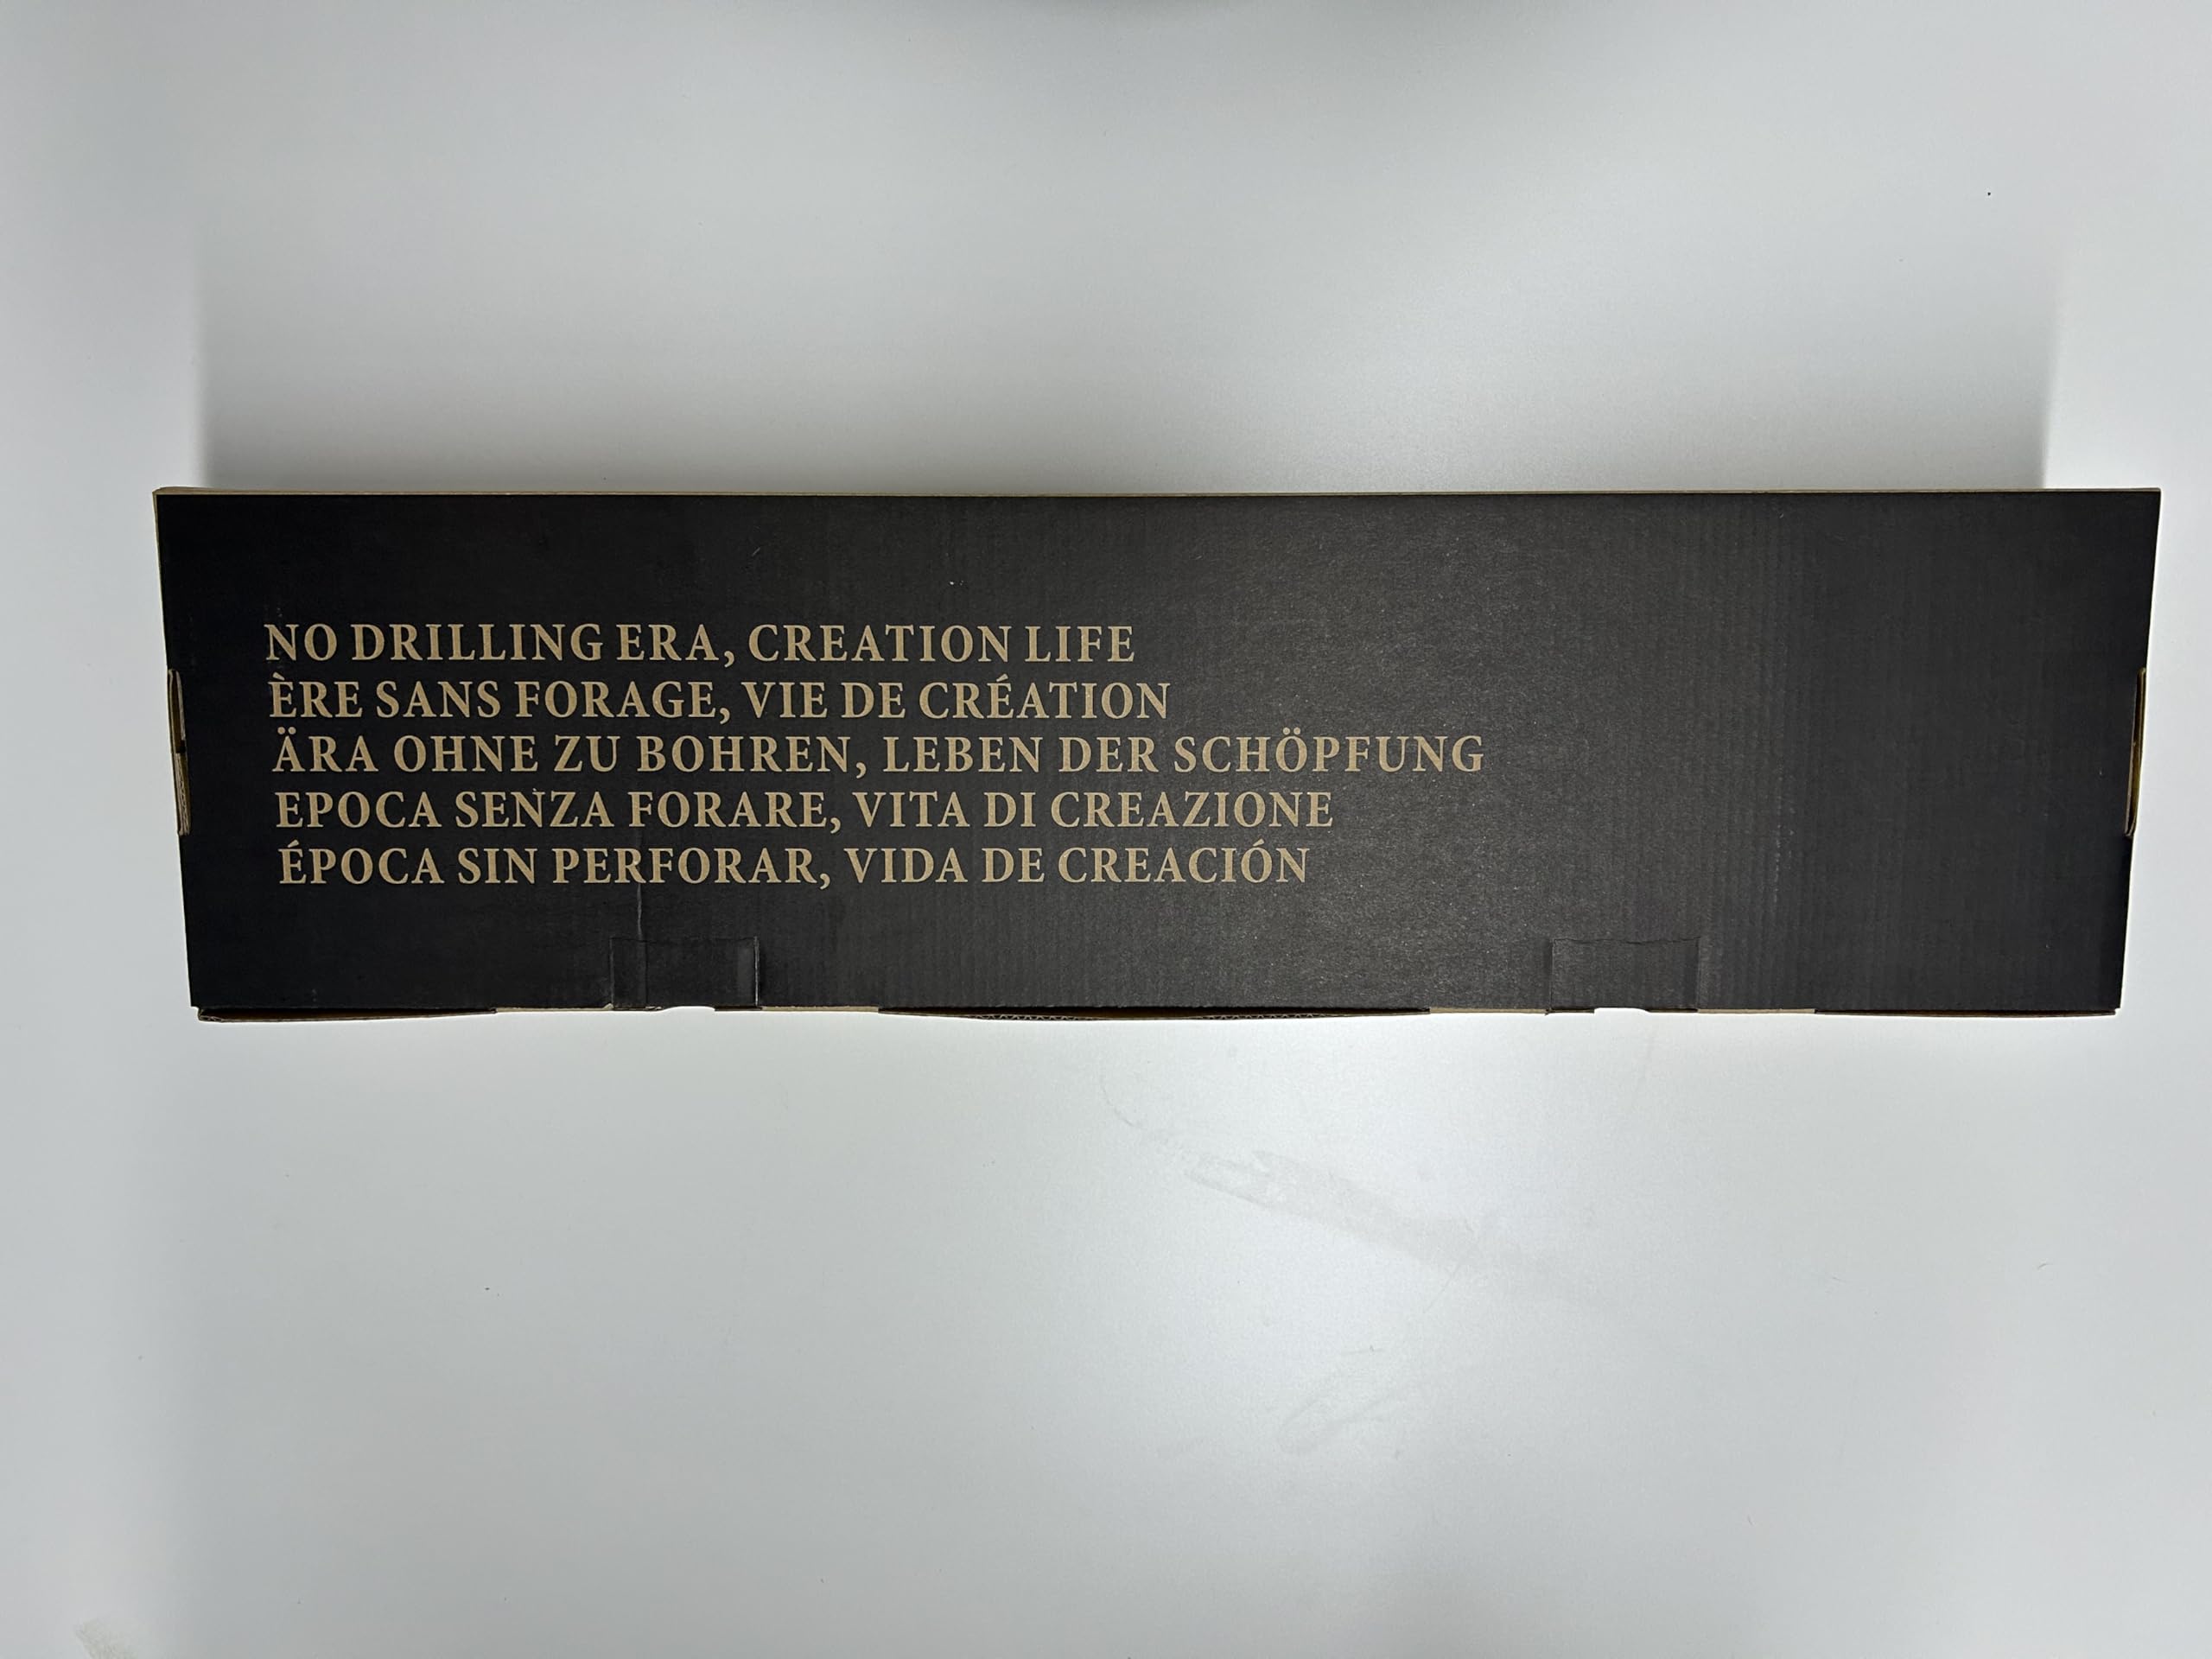 NO DRILLING ERA, CREATION LIFE
ÈRE SANS FORAGE, VIE DE CRÉATION
ÄRA OHNE ZU BOHREN, LEBEN DER SCHÖPFUNG
EPOCA SENZA FORARE, VITA DI CREAZIONE
ÉPOCA SIN PERFORAR, VIDA DE CREACIÓN